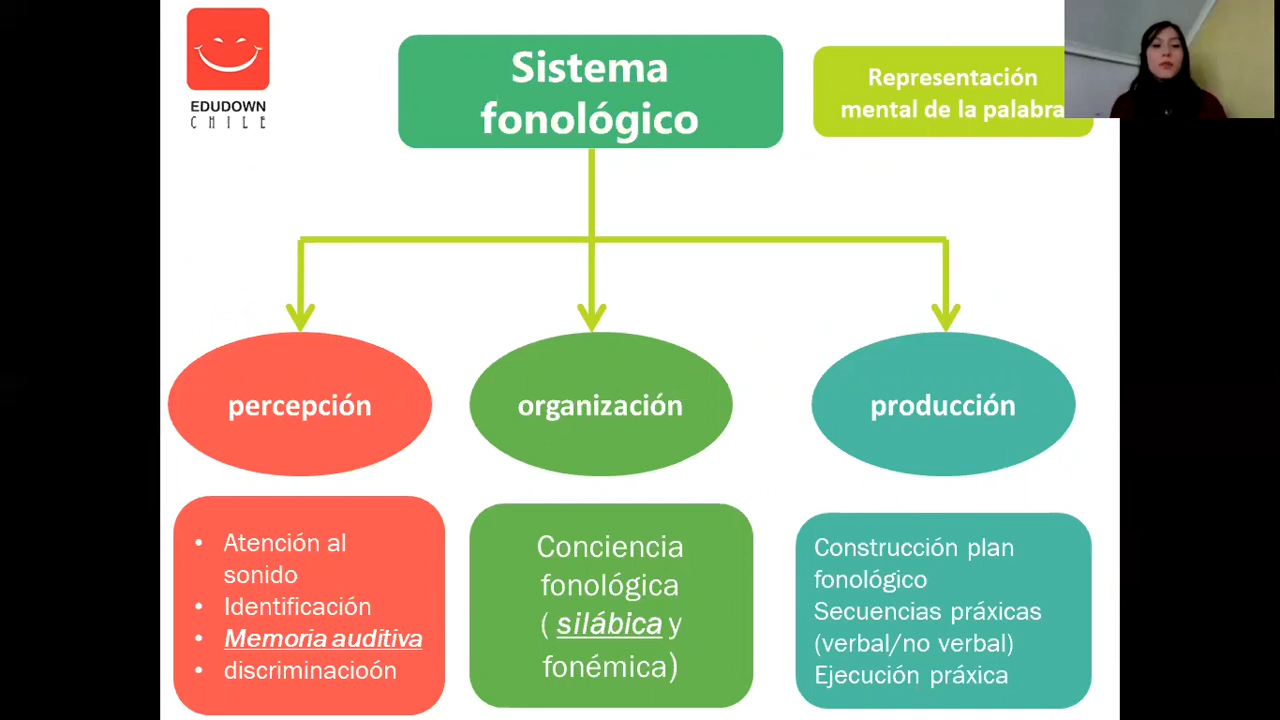 EDUDOWN
CHILE
Sistema
fonológico
Representación
mental de la palabra
percepción
organización
producción
• Atención al
sonido
• Identificación
• Memoria auditiva
• discriminacioón
Conciencia
fonológica
( silábica y
fonémica)
Construcción plan
fonológico
Secuencias práxicas
(verbal/no verbal)
Ejecución práxica